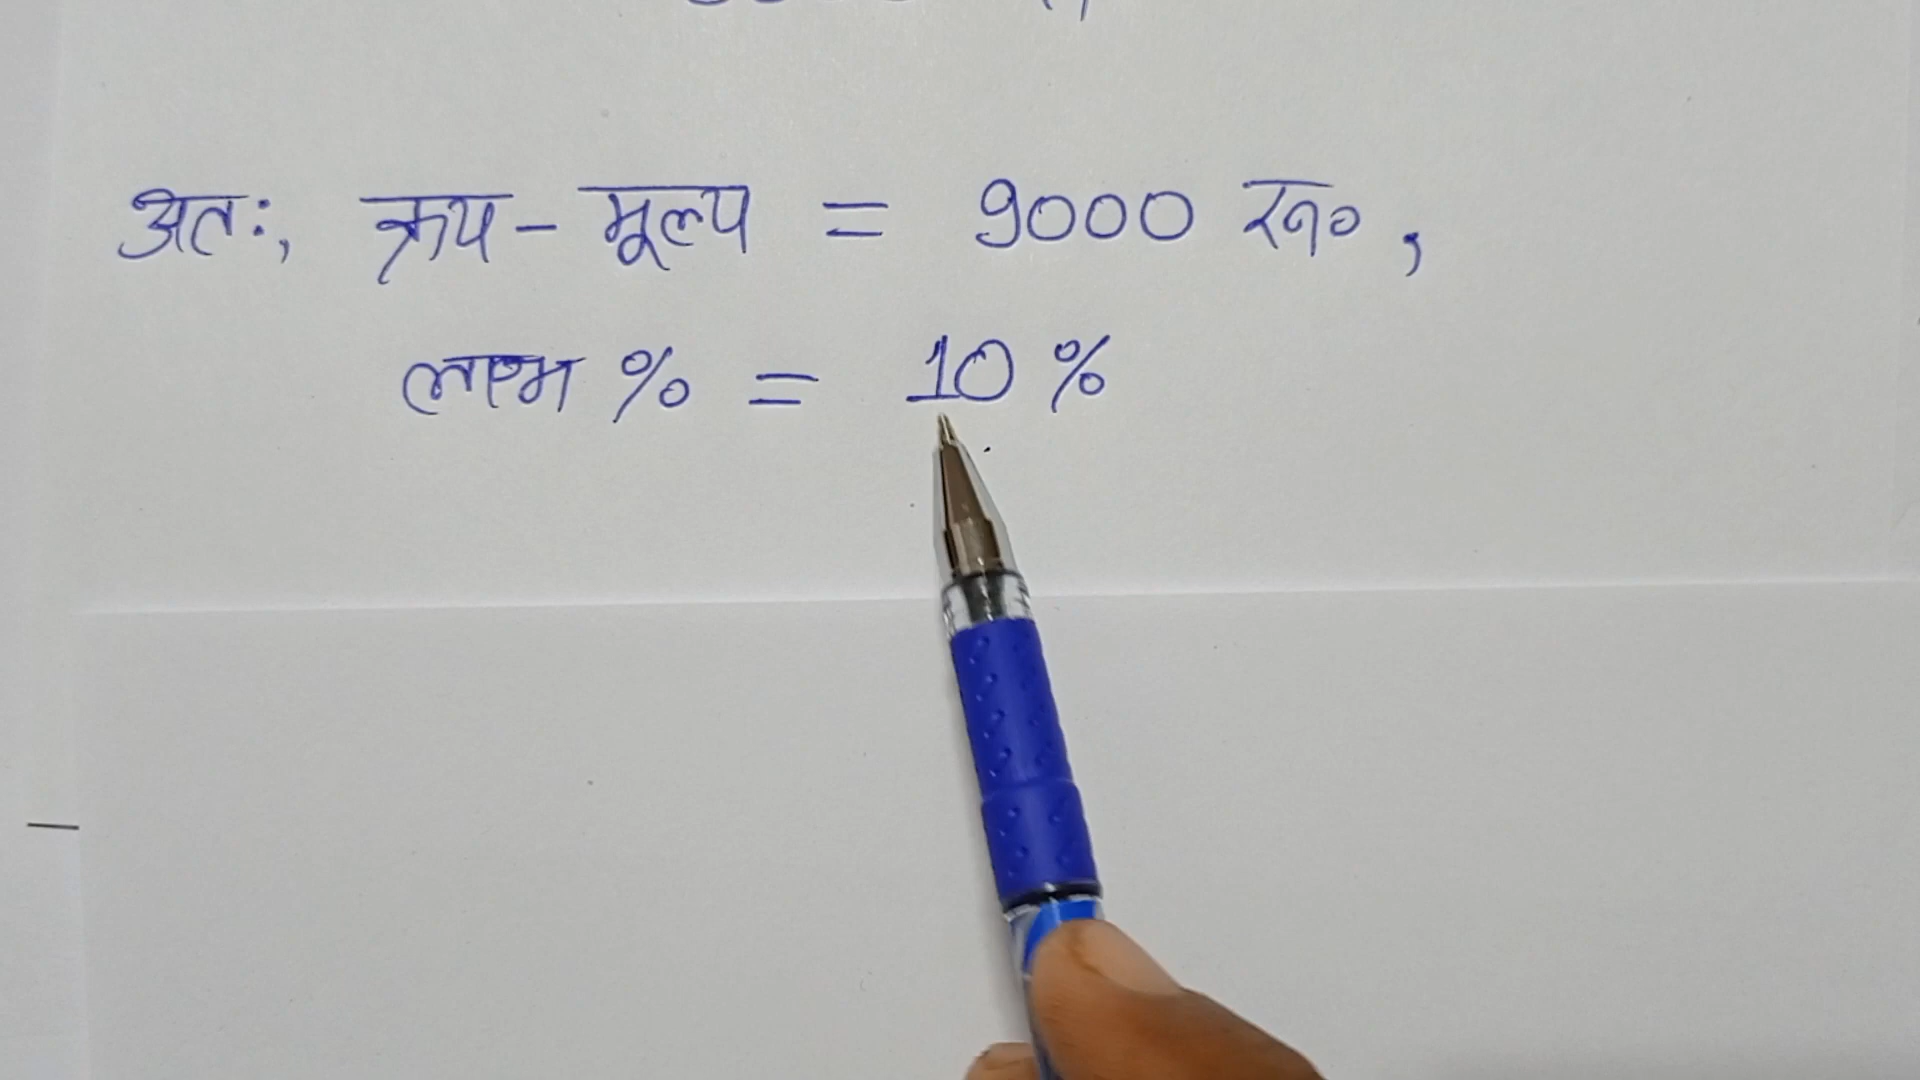 अतः, क्रय-मूल्य = 9000 रू०,
लाभ % = 10 %